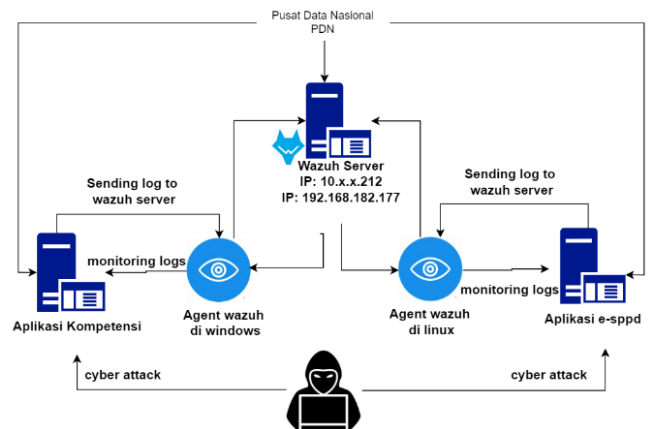 Pusat Data Nasional
PDN
Wazuh Server
IP: 10.x.x.212
IP: 192.168.182.177
Sending log to
wazuh server
Sending log to
wazuh server
monitoring logs
monitoring logs
Aplikasi Kompetensi
Agent wazuh
di windows
Agent wazuh
di linux
Aplikasi e-sppd
cyber attack
cyber attack